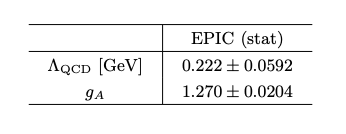 EPIC (stat)
Λ_QCD [GeV] 0.222 ± 0.0592
g_A 1.270 ± 0.0204